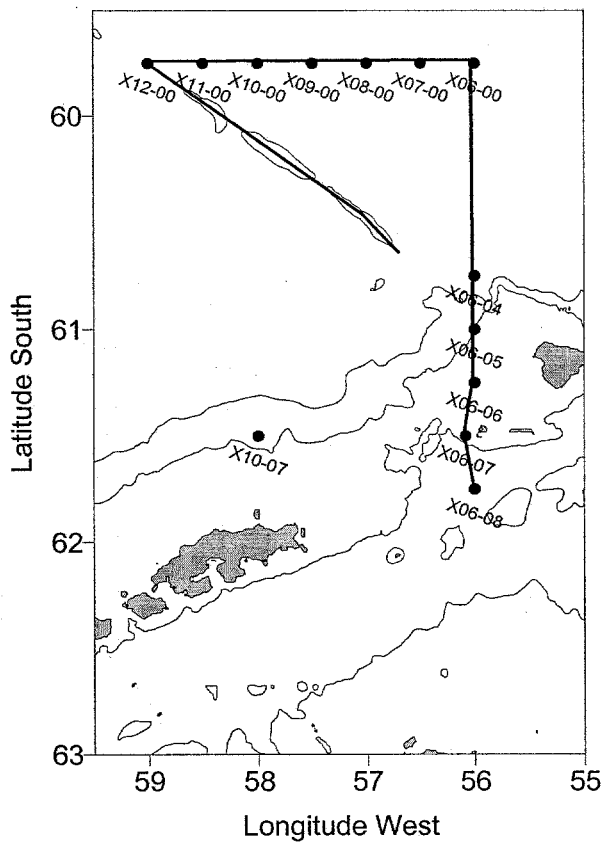 X12-00
X11-00
X10-00
X09-00
X08-00
X07-00
X06-00
60
X06-04
61
X06-05
X06-06
X10-07
X06-07
X06-08
62
63
59
58
57
56
55
Latitude South
Longitude West